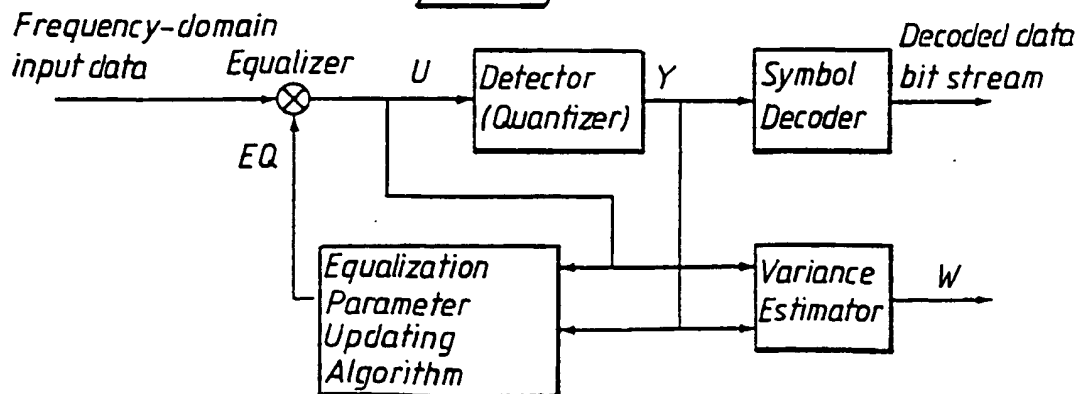 Frequency-domain
input data
Equalizer
U
Detector
(Quantizer)
Y
Symbol
Decoder
Decoded data
bit stream
EQ
Equalization
Parameter
Updating
Algorithm
Variance
Estimator
W